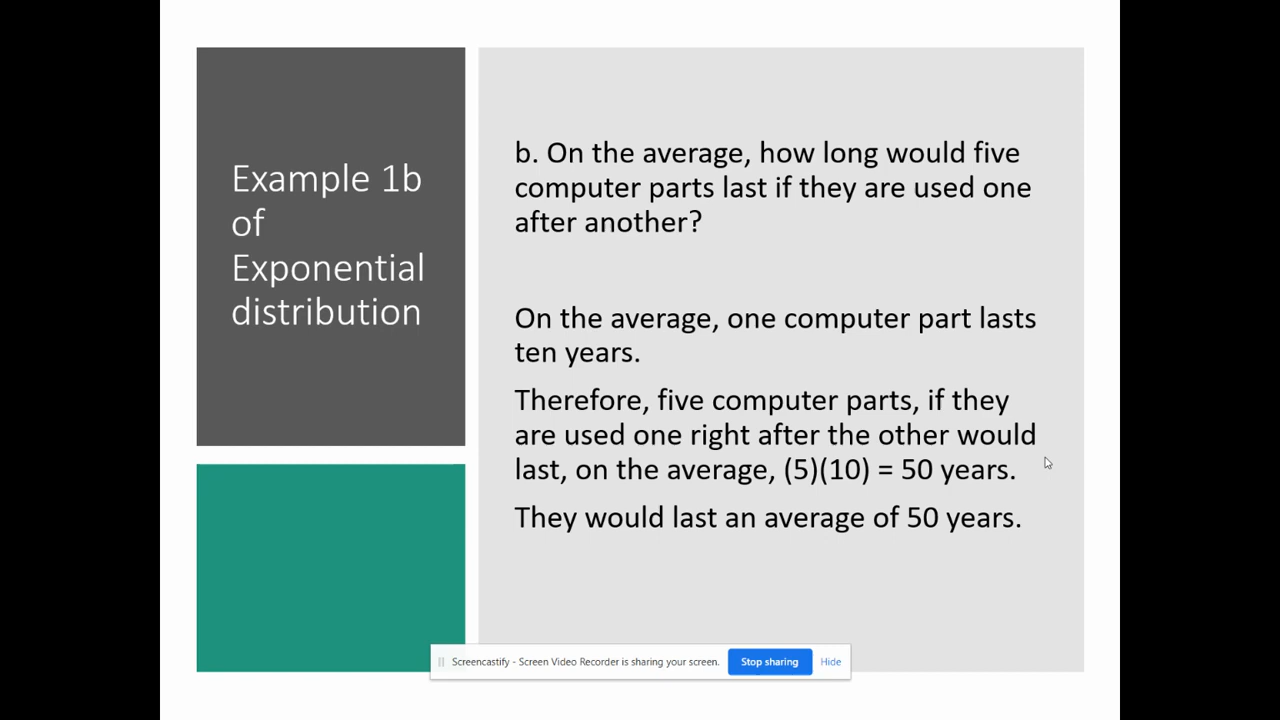 Example 1b
of
Exponential
distribution
b. On the average, how long would five
computer parts last if they are used one
after another?
On the average, one computer part lasts
ten years.
Therefore, five computer parts, if they
are used one right after the other would
last, on the average, (5)(10) = 50 years.
They would last an average of 50 years.
Screencastify - Screen Video Recorder is sharing your screen.
Stop sharing
Hide